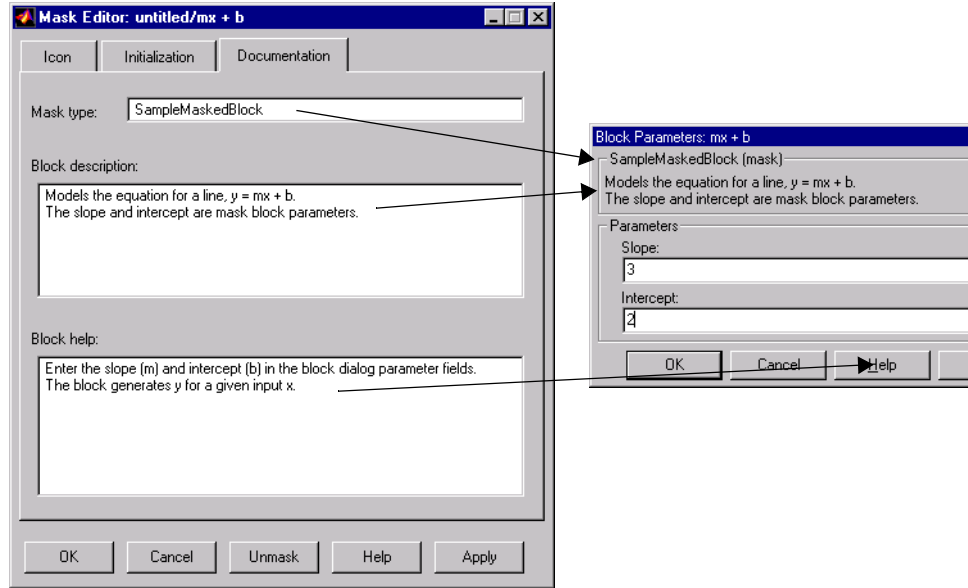 Mask Editor: untitled/mx + b
Icon
Initialization
Documentation
Mask type:
SampleMaskedBlock
Block description:
Models the equation for a line, y = mx + b.
The slope and intercept are mask block parameters.
Block help:
Enter the slope (m) and intercept (b) in the block dialog parameter fields.
The block generates y for a given input x.
OK
Cancel
Unmask
Help
Apply
Block Parameters: mx + b
SampleMaskedBlock (mask)
Models the equation for a line, y = mx + b.
The slope and intercept are mask block parameters.
Parameters
Slope:
3
Intercept:
2
OK
Cancel
Help